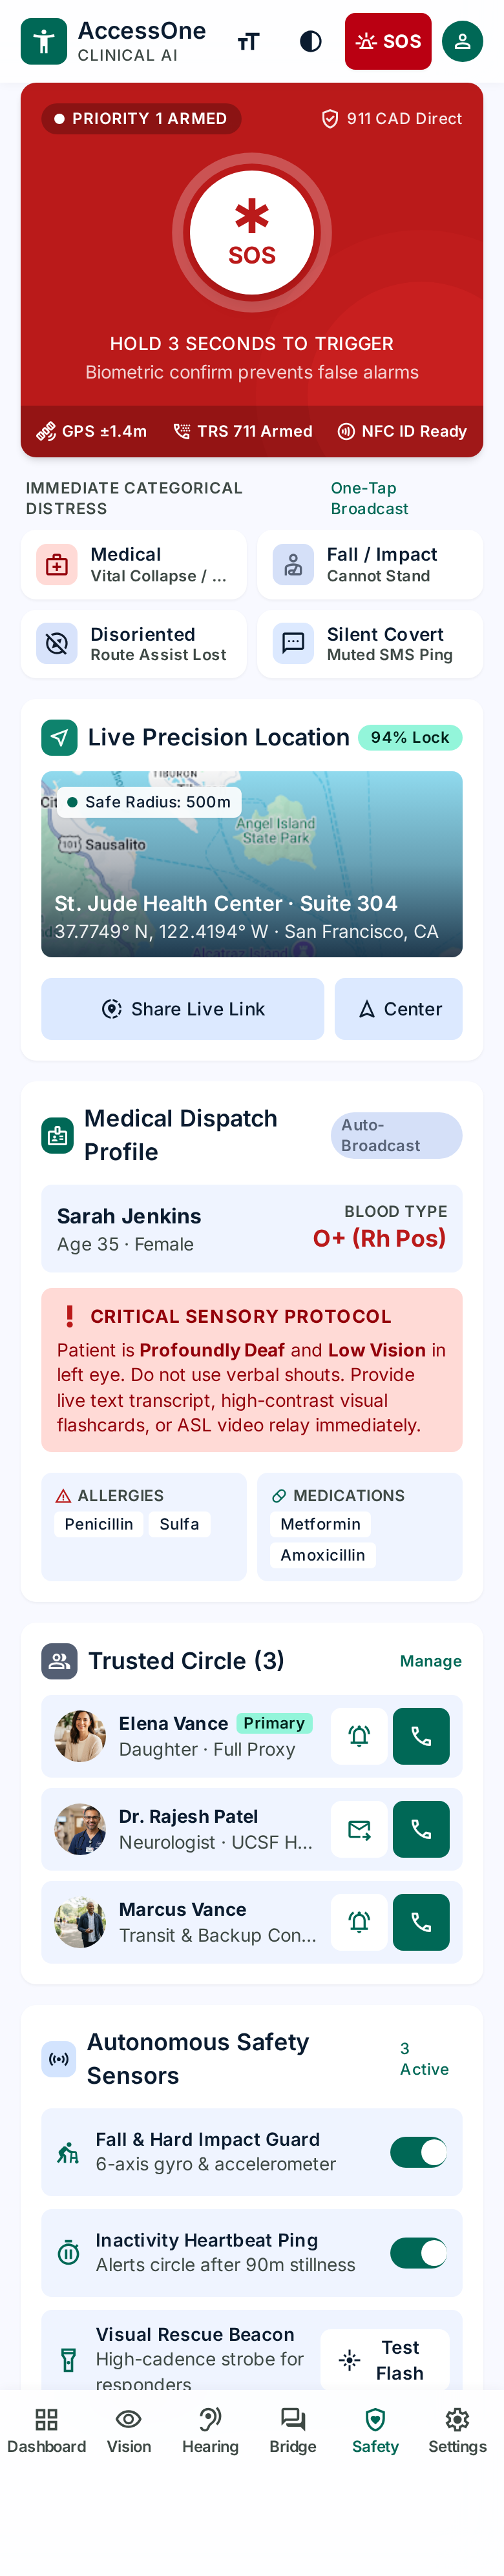 AccessOne
CLINICAL AI
SOS
PRIORITY 1 ARMED
911 CAD Direct
SOS
HOLD 3 SECONDS TO TRIGGER
Biometric confirm prevents false alarms
GPS ±1.4m
TRS 711 Armed
NFC ID Ready
IMMEDIATE CATEGORICAL
DISTRESS
One-Tap
Broadcast
Medical
Vital Collapse / ...
Fall / Impact
Cannot Stand
Disoriented
Route Assist Lost
Silent Covert
Muted SMS Ping
Live Precision Location
94% Lock
TIBURON
Safe Radius: 500m
101
Sausalito
Angel Island
State Park
St. Jude Health Center · Suite 304
37.7749° N, 122.4194° W · San Francisco, CA
Alcatraz Island
Share Live Link
Center
Medical Dispatch
Profile
Auto-
Broadcast
Sarah Jenkins
Age 35 · Female
BLOOD TYPE
O+ (Rh Pos)
CRITICAL SENSORY PROTOCOL
Patient is Profoundly Deaf and Low Vision in
left eye. Do not use verbal shouts. Provide
live text transcript, high-contrast visual
flashcards, or ASL video relay immediately.
ALLERGIES
Penicillin
Sulfa
MEDICATIONS
Metformin
Amoxicillin
Trusted Circle (3)
Manage
Elena Vance
Primary
Daughter · Full Proxy
Dr. Rajesh Patel
Neurologist · UCSF H...
Marcus Vance
Transit & Backup Con...
Autonomous Safety
Sensors
3
Active
Fall & Hard Impact Guard
6-axis gyro & accelerometer
Inactivity Heartbeat Ping
Alerts circle after 90m stillness
Visual Rescue Beacon
High-cadence strobe for
responders
Test
Flash
Dashboard
Vision
Hearing
Bridge
Safety
Settings